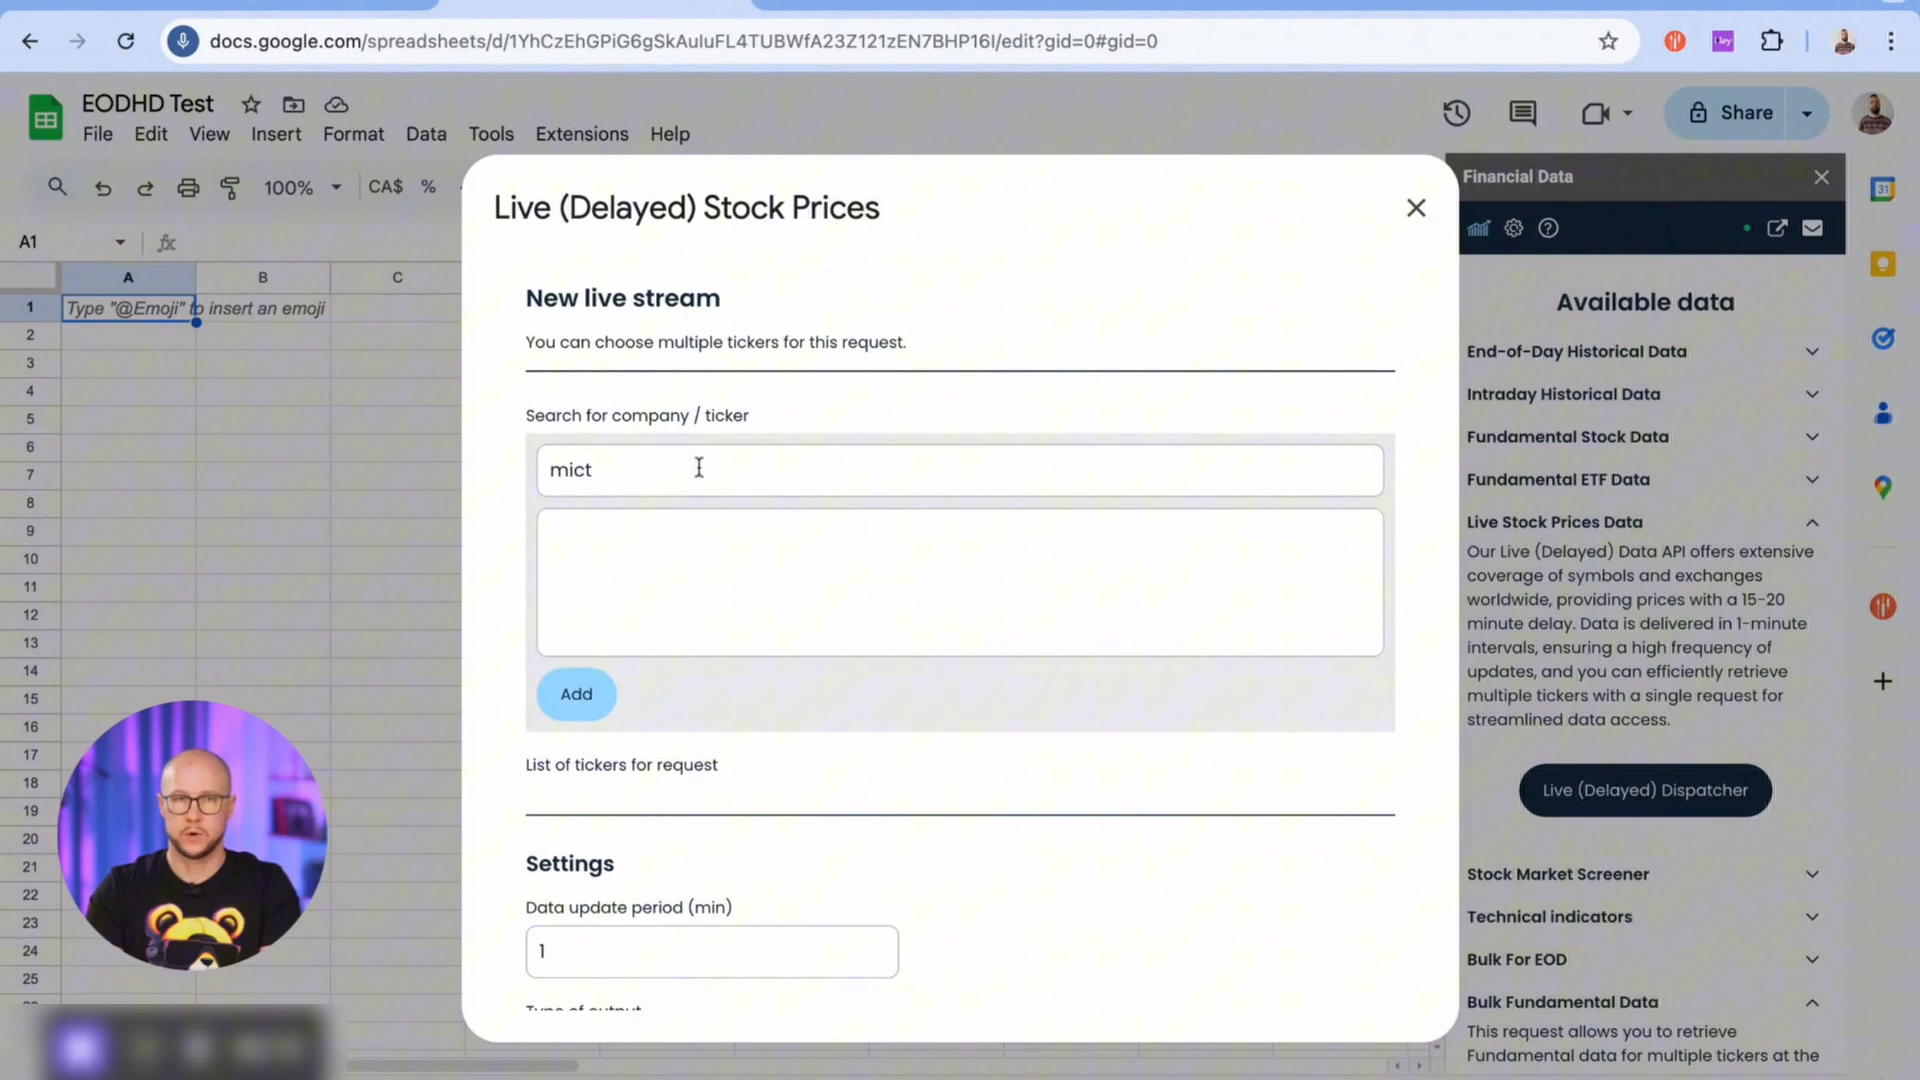 docs.google.com/spreadsheets/d/1YhCzEhGPiG6gSkAuluFL4TUBWfA23Z121zEN7BHP16I/edit?gid=0#gid=0
Hey
EODHD Test
File Edit View Insert Format Data Tools Extensions Help
Share
100% CA$ %
A1
fx
A B C
1 Type "@Emoji" to insert an emoji
2
3
4
5
6
7
8
9
10
11
12
13
14
15
16
17
18
19
20
21
22
23
24
25
Live (Delayed) Stock Prices
New live stream
You can choose multiple tickers for this request.
Search for company / ticker
mict
Add
List of tickers for request
Settings
Data update period (min)
1
Type of output
Financial Data
Available data
End-of-Day Historical Data
Intraday Historical Data
Fundamental Stock Data
Fundamental ETF Data
Live Stock Prices Data
Our Live (Delayed) Data API offers extensive
coverage of symbols and exchanges
worldwide, providing prices with a 15-20
minute delay. Data is delivered in 1-minute
intervals, ensuring a high frequency of
updates, and you can efficiently retrieve
multiple tickers with a single request for
streamlined data access.
Live (Delayed) Dispatcher
Stock Market Screener
Technical indicators
Bulk For EOD
Bulk Fundamental Data
This request allows you to retrieve
Fundamental data for multiple tickers at the
31